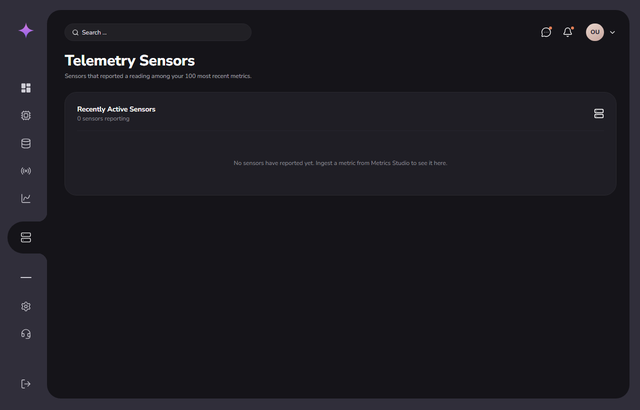 Search ...
OU
Telemetry Sensors
Sensors that reported a reading among your 100 most recent metrics.
Recently Active Sensors
0 sensors reporting
No sensors have reported yet. Ingest a metric from Metrics Studio to see it here.